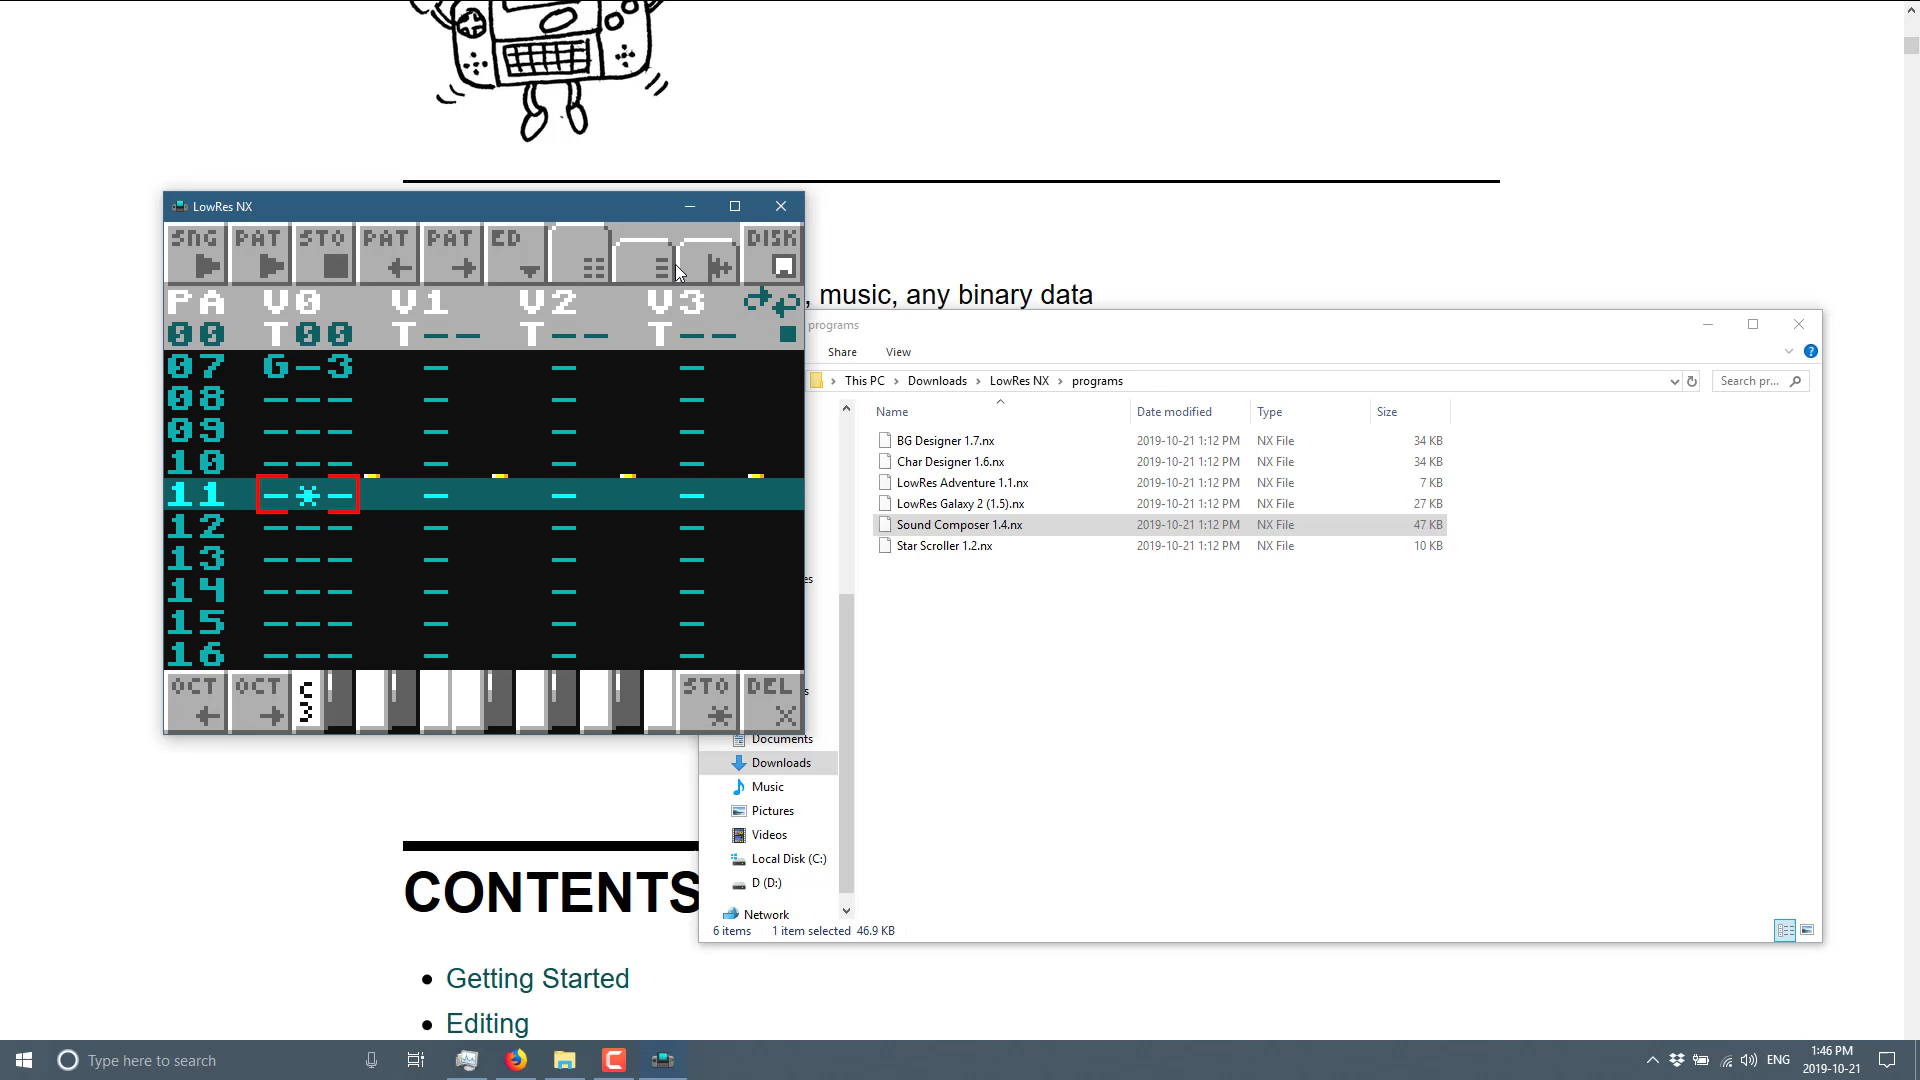 LowRes NX
SNG PAT STO PAT PAT ED DISK
PA V0 V1 V2 V3
00 T00 T-- T-- T--
07 G-3 - - -
08 --- - - -
09 --- - - -
10 --- - - -
11 -*- - - -
12 --- - - -
13 --- - - -
14 --- - - -
15 --- - - -
16 --- - - -
OCT OCT C3 STO DEL
, music, any binary data
programs
Share View
This PC > Downloads > LowRes NX > programs
Search pr...
Name Date modified Type Size
BG Designer 1.7.nx 2019-10-21 1:12 PM NX File 34 KB
Char Designer 1.6.nx 2019-10-21 1:12 PM NX File 34 KB
LowRes Adventure 1.1.nx 2019-10-21 1:12 PM NX File 7 KB
LowRes Galaxy 2 (1.5).nx 2019-10-21 1:12 PM NX File 27 KB
Sound Composer 1.4.nx 2019-10-21 1:12 PM NX File 47 KB
Star Scroller 1.2.nx 2019-10-21 1:12 PM NX File 10 KB
es
s
Documents
Downloads
Music
Pictures
Videos
Local Disk (C:)
D (D:)
Network
6 items 1 item selected 46.9 KB
CONTENTS
• Getting Started
• Editing
Type here to search
ENG
1:46 PM
2019-10-21